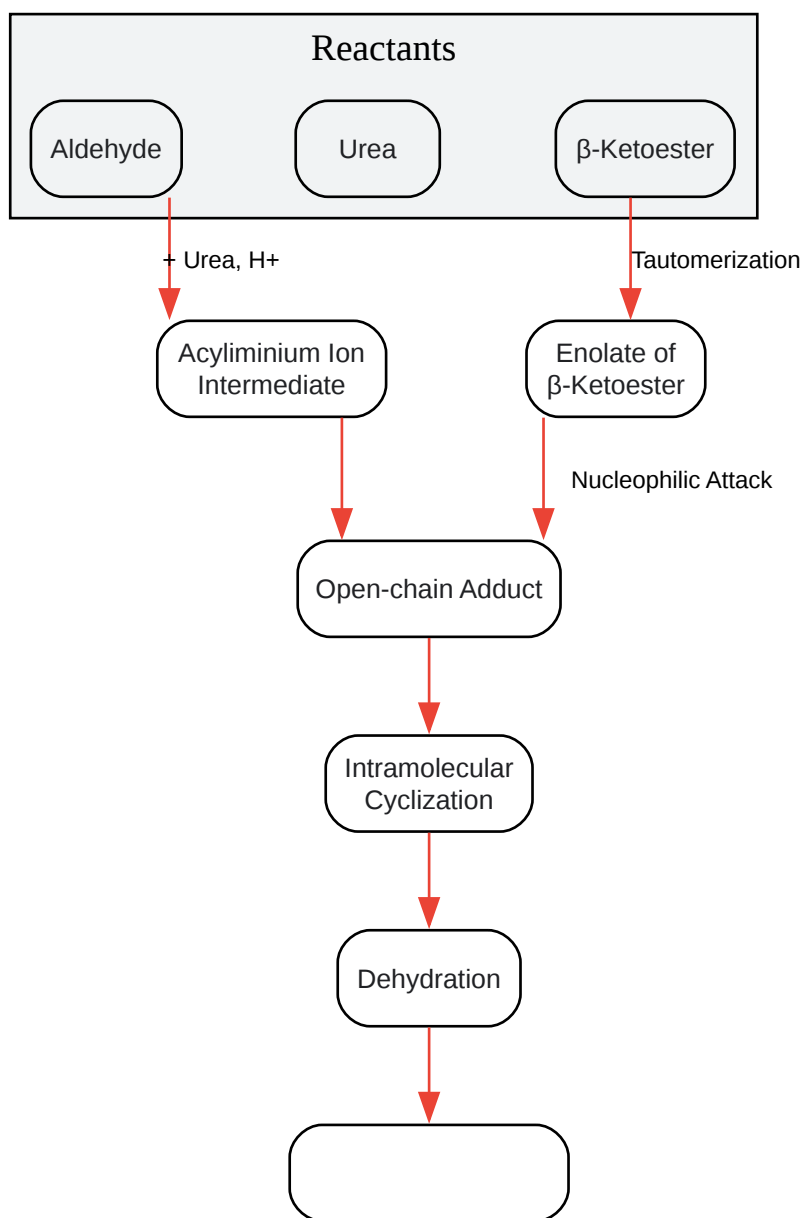 Reactants
Aldehyde
Urea
β-Ketoester
+ Urea, H+
Tautomerization
Acyliminium Ion
Intermediate
Enolate of
β-Ketoester
Nucleophilic Attack
Open-chain Adduct
Intramolecular
Cyclization
Dehydration